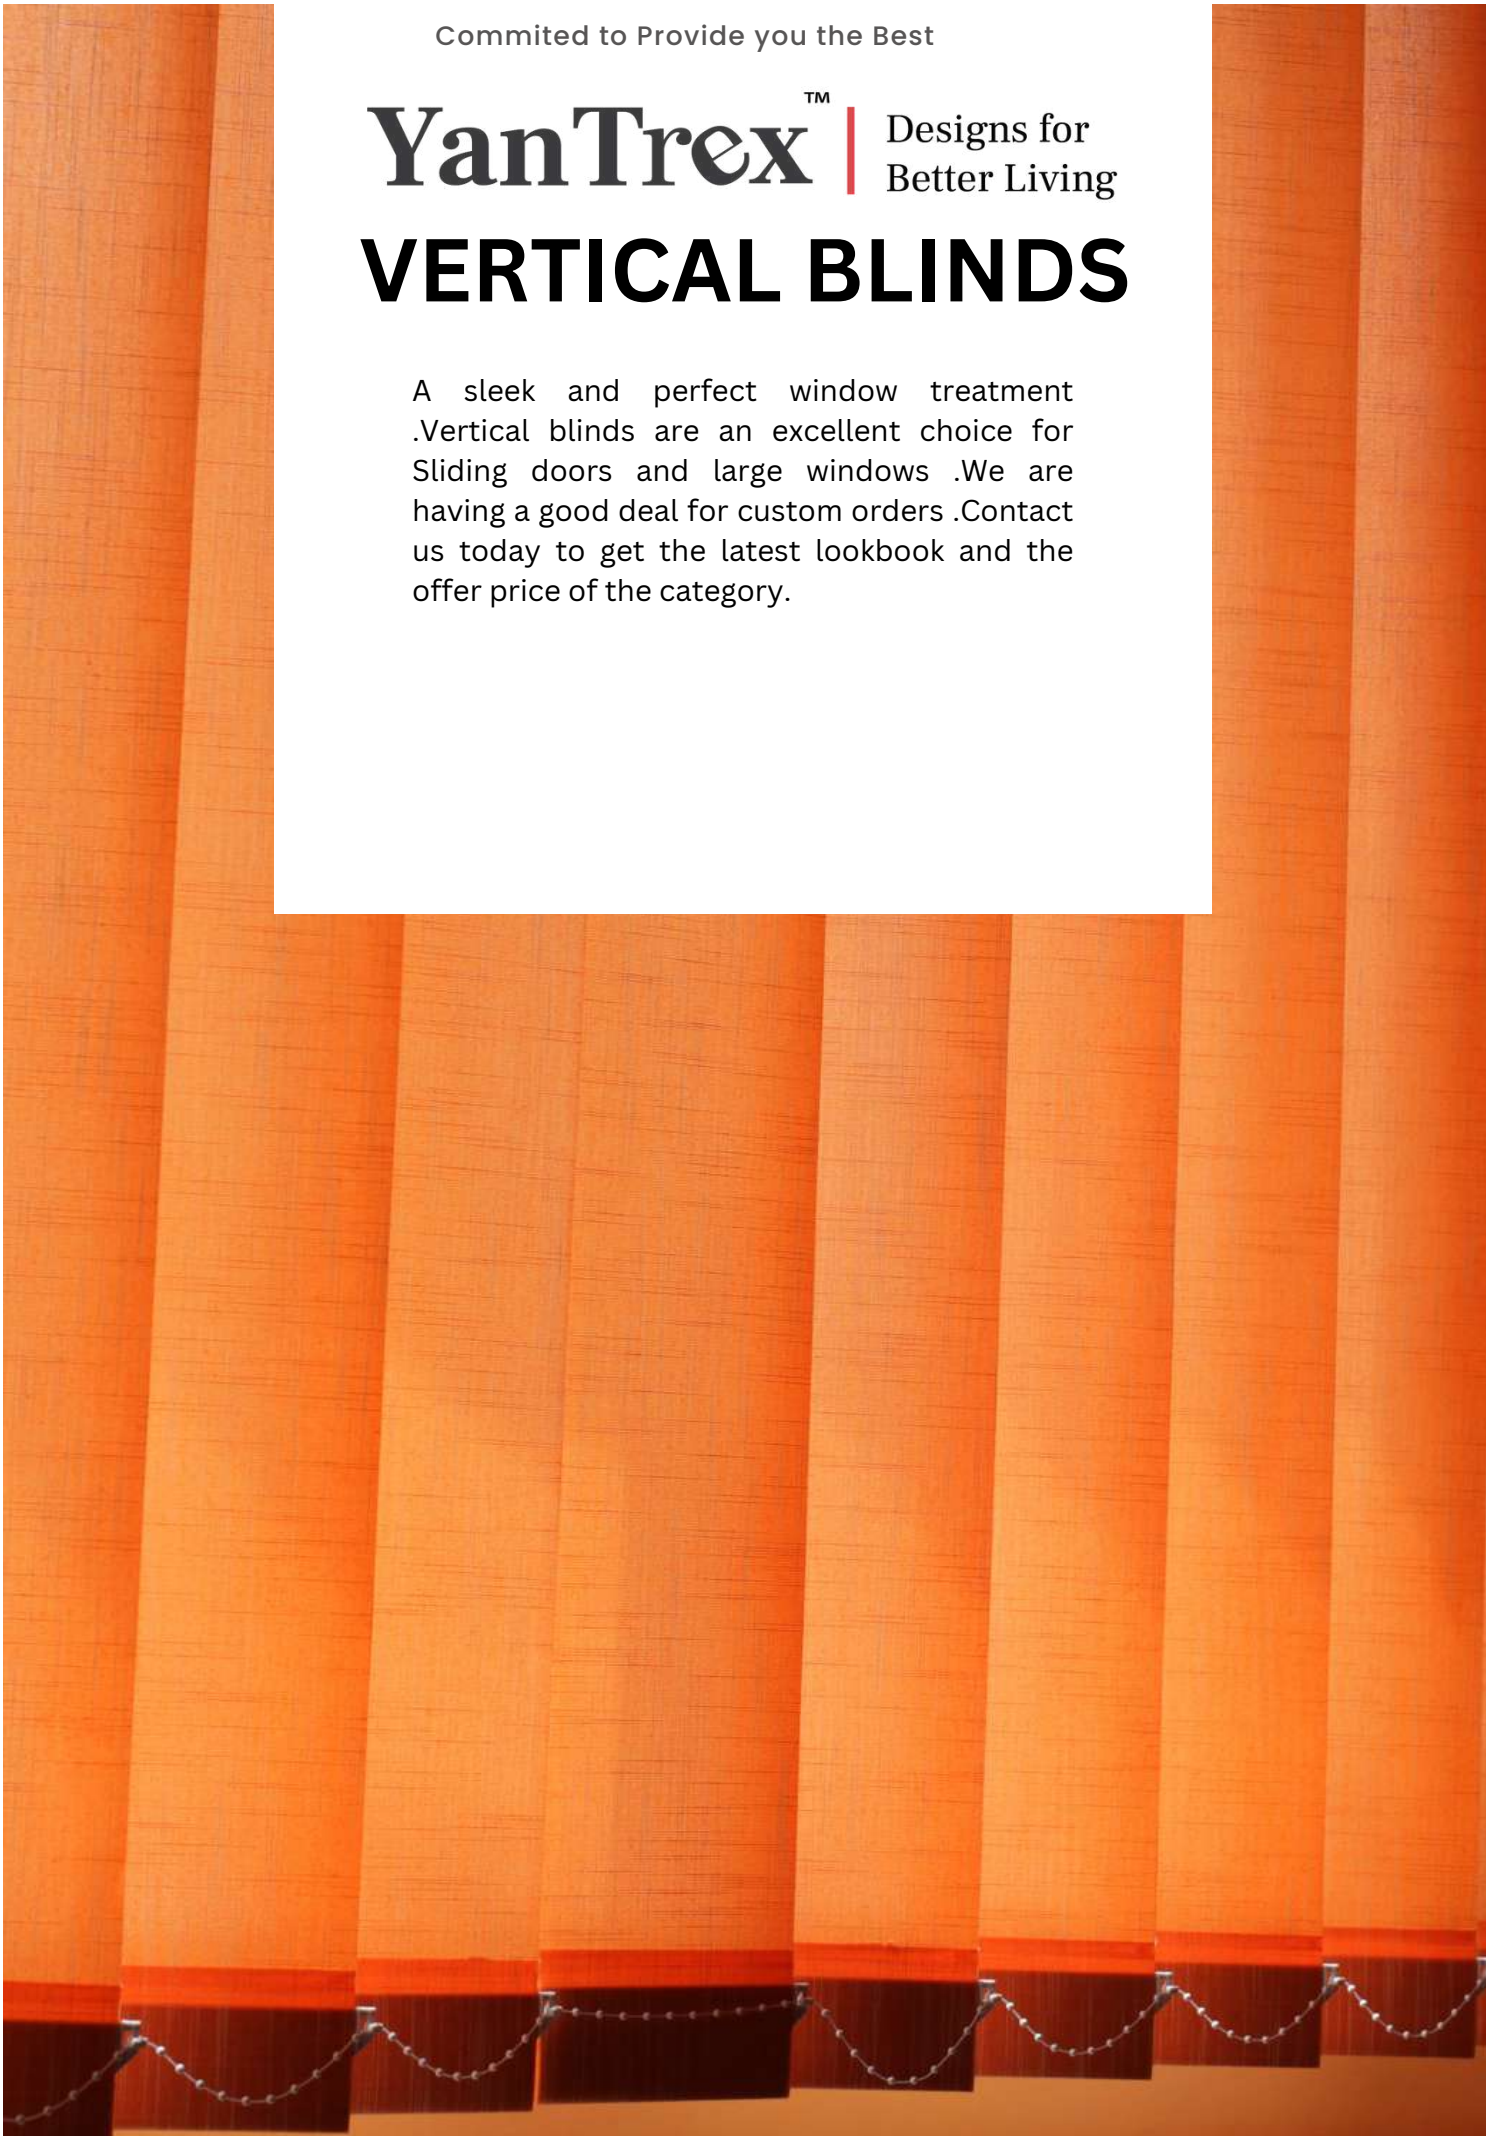 Commited to Provide you the Best
YanTrex™
Designs for
Better Living
VERTICAL BLINDS
A sleek and perfect window treatment
.Vertical blinds are an excellent choice for
Sliding doors and large windows .We are
having a good deal for custom orders .Contact
us today to get the latest lookbook and the
offer price of the category.